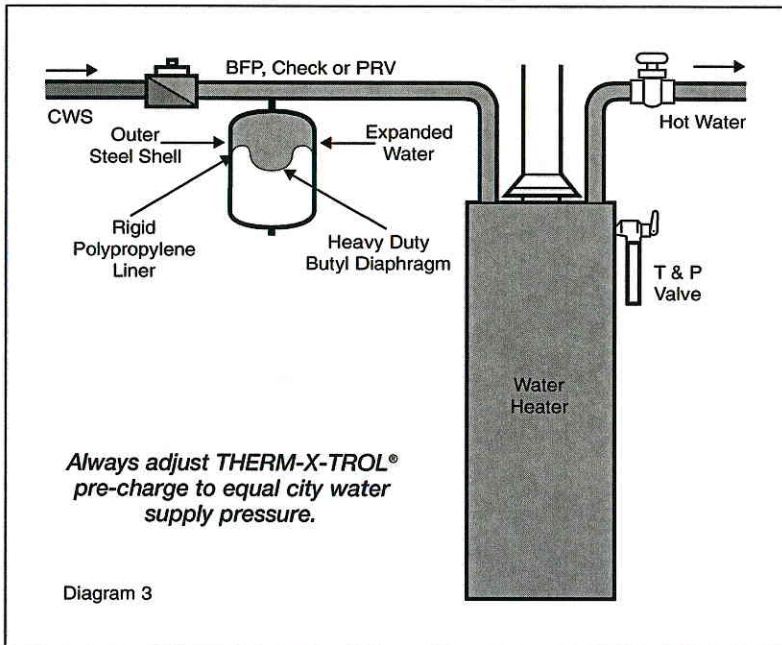 BFP, Check or PRV
CWS
Hot Water
Outer
Steel Shell
Expanded
Water
Rigid
Polypropylene
Liner
Heavy Duty
Butyl Diaphragm
T & P
Valve
Water
Heater
Always adjust THERM-X-TROL®
pre-charge to equal city water
supply pressure.
Diagram 3